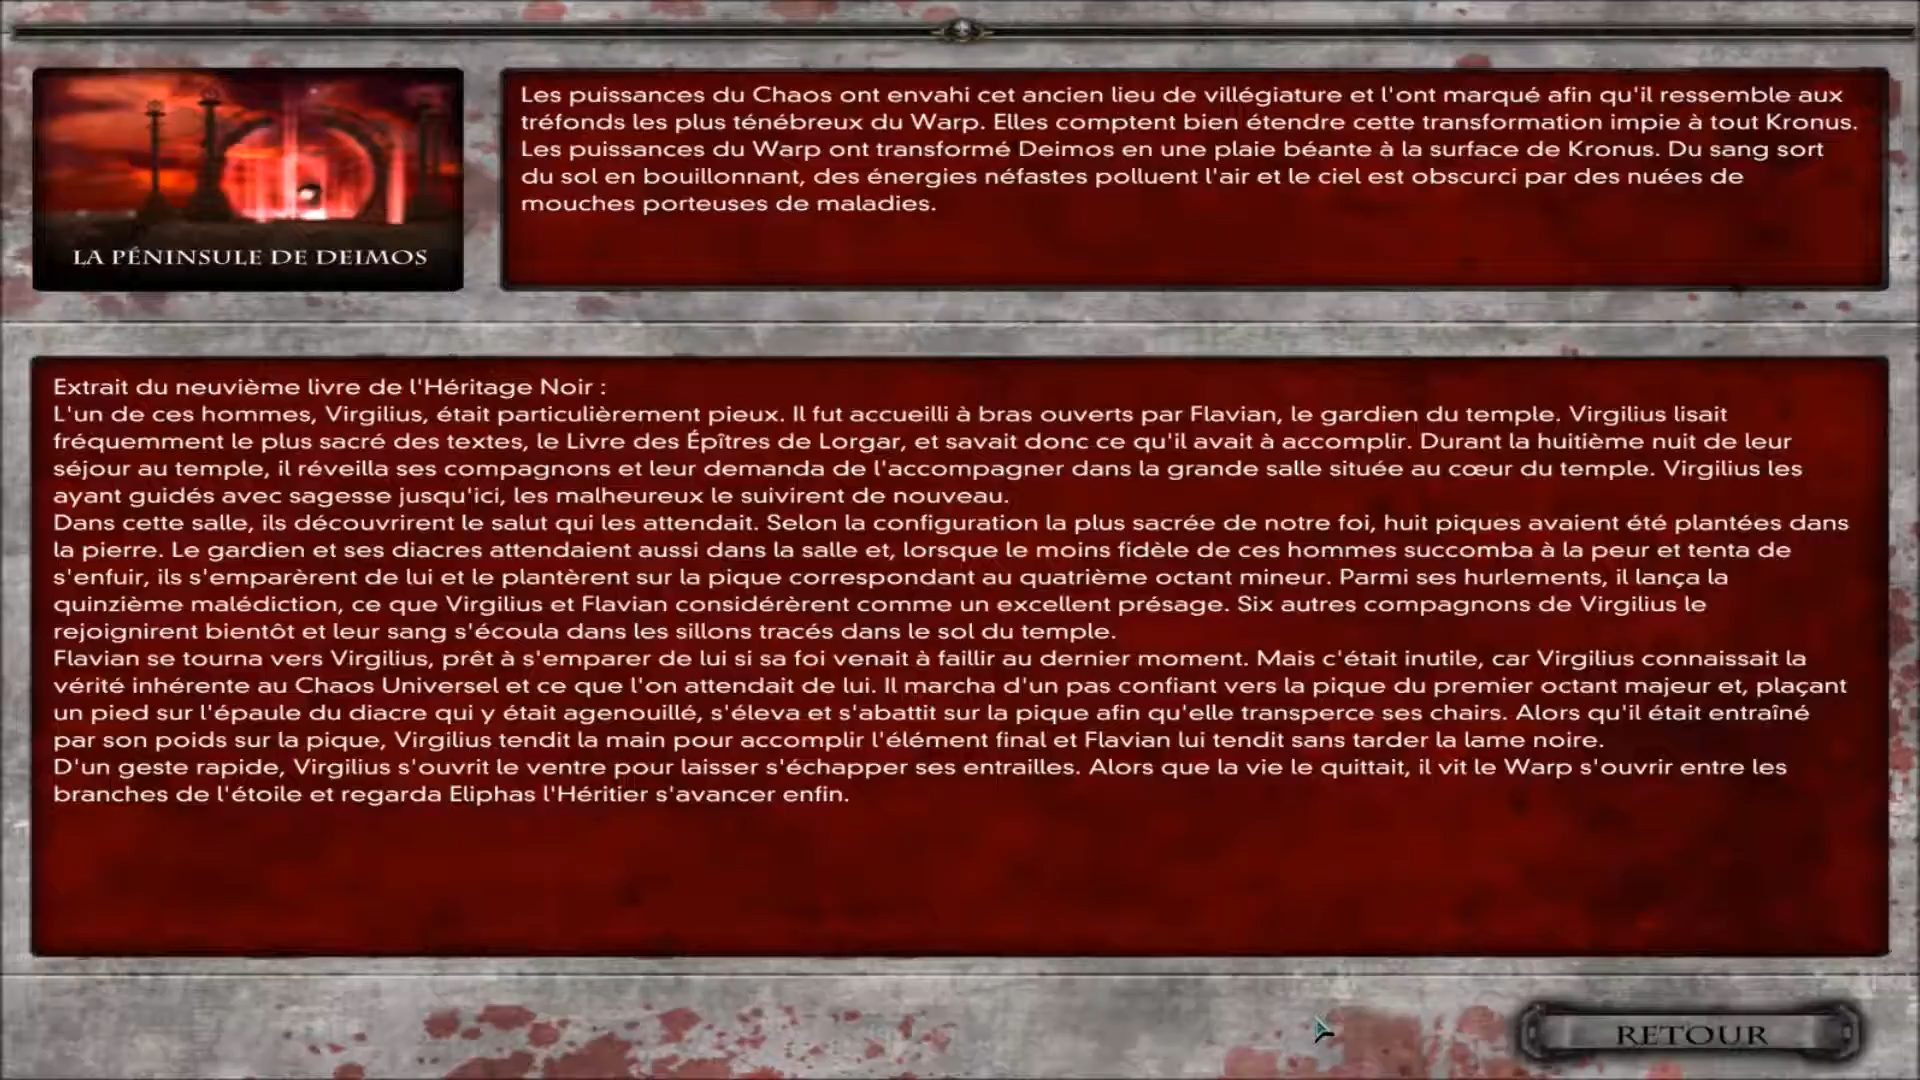 LA PÉNINSULE DE DEIMOS
Les puissances du Chaos ont envahi cet ancien lieu de villégiature et l'ont marqué afin qu'il ressemble aux
tréfonds les plus ténébreux du Warp. Elles comptent bien étendre cette transformation impie à tout Kronus.
Les puissances du Warp ont transformé Deimos en une plaie béante à la surface de Kronus. Du sang sort
du sol en bouillonnant, des énergies néfastes polluent l'air et le ciel est obscurci par des nuées de
mouches porteuses de maladies.
Extrait du neuvième livre de l'Héritage Noir :
L'un de ces hommes, Virgilius, était particulièrement pieux. Il fut accueilli à bras ouverts par Flavian, le gardien du temple. Virgilius lisait
fréquemment le plus sacré des textes, le Livre des Épîtres de Lorgar, et savait donc ce qu'il avait à accomplir. Durant la huitième nuit de leur
séjour au temple, il réveilla ses compagnons et leur demanda de l'accompagner dans la grande salle située au cœur du temple. Virgilius les
ayant guidés avec sagesse jusqu'ici, les malheureux le suivirent de nouveau.
Dans cette salle, ils découvrirent le salut qui les attendait. Selon la configuration la plus sacrée de notre foi, huit piques avaient été plantées dans
la pierre. Le gardien et ses diacres attendaient aussi dans la salle et, lorsque le moins fidèle de ces hommes succomba à la peur et tenta de
s'enfuir, ils s'emparèrent de lui et le plantèrent sur la pique correspondant au quatrième octant mineur. Parmi ses hurlements, il lança la
quinzième malédiction, ce que Virgilius et Flavian considérèrent comme un excellent présage. Six autres compagnons de Virgilius le
rejoignirent bientôt et leur sang s'écoula dans les sillons tracés dans le sol du temple.
Flavian se tourna vers Virgilius, prêt à s'emparer de lui si sa foi venait à faillir au dernier moment. Mais c'était inutile, car Virgilius connaissait la
vérité inhérente au Chaos Universel et ce que l'on attendait de lui. Il marcha d'un pas confiant vers la pique du premier octant majeur et, plaçant
un pied sur l'épaule du diacre qui y était agenouillé, s'éleva et s'abattit sur la pique afin qu'elle transperce ses chairs. Alors qu'il était entraîné
par son poids sur la pique, Virgilius tendit la main pour accomplir l'élément final et Flavian lui tendit sans tarder la lame noire.
D'un geste rapide, Virgilius s'ouvrit le ventre pour laisser s'échapper ses entrailles. Alors que la vie le quittait, il vit le Warp s'ouvrir entre les
branches de l'étoile et regarda Eliphas l'Héritier s'avancer enfin.
RETOUR